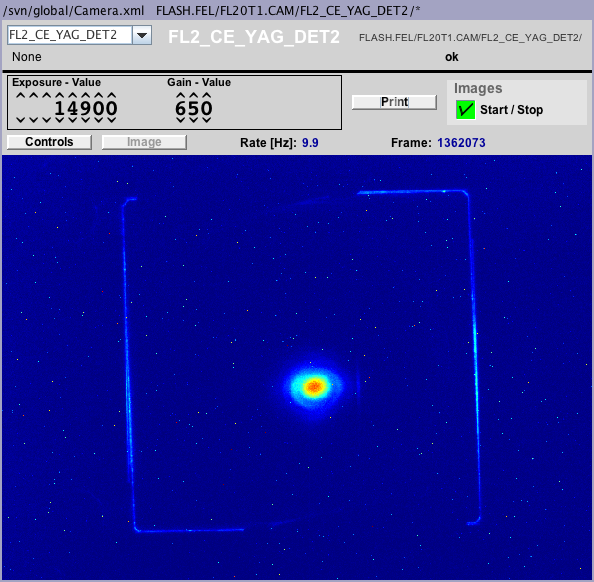 /svn/global/Camera.xml FLASH.FEL/FL20T1.CAM/FL2_CE_YAG_DET2/*
FL2_CE_YAG_DET2 FL2_CE_YAG_DET2 FLASH.FEL/FL20T1.CAM/FL2_CE_YAG_DET2/
None ok
Exposure - Value Gain - Value Images
14900 650 Print Start / Stop
Controls Image Rate [Hz]: 9.9 Frame: 1362073